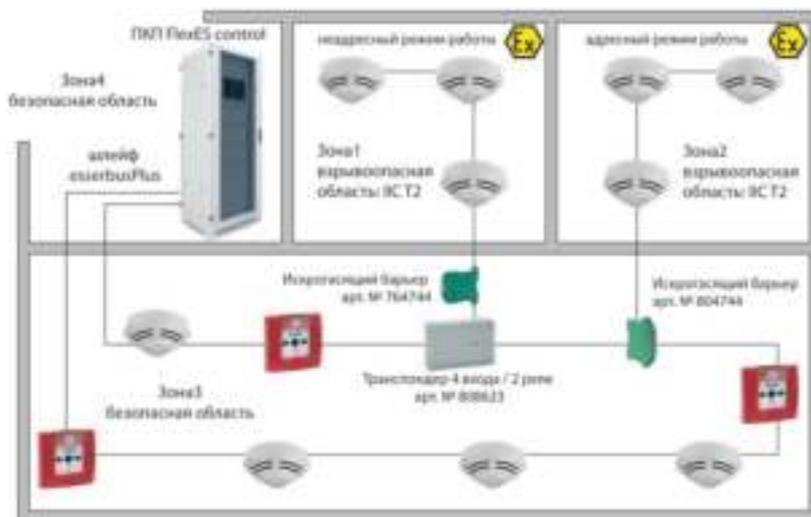 ПКП FlexES control
неадресный режим работа
Ex
адресный режим работа
Ex
Зона4
безопасная область
шлейф
esserbusPlus
Зона1
взрывоопасная
область: IIC T2
Зона2
взрывоопасная
область: IIC T2
Искрогасящий барьер
арт. № 764744
Искрогасящий барьер
арт. № 804744
Транспондер 4 входа / 2 реле
арт. № 808623
Зона3
безопасная область